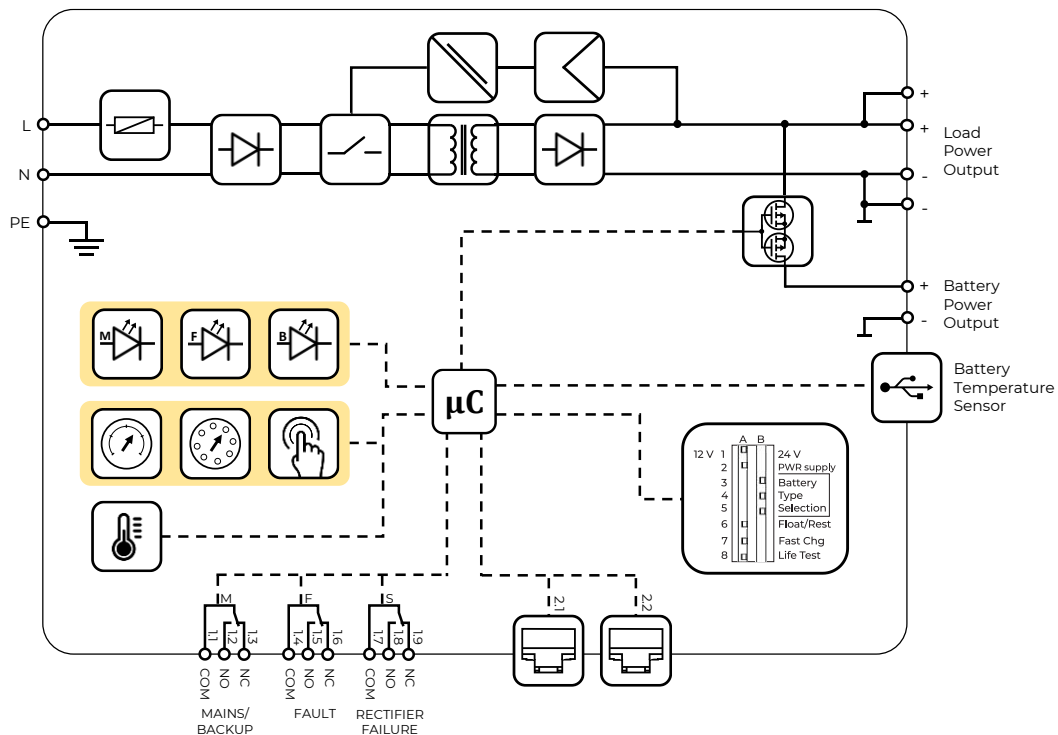 L
N
PE
+
+
Load
Power
Output
-
-
+
Battery
Power
Output
-
Battery
Temperature
Sensor
M
F
B
µC
A B
12 V 1 24 V
2 PWR supply
3 Battery
4 Type
5 Selection
6 Float/Rest
7 Fast Chg
8 Life Test
M
F
S
1.1
1.2
1.3
1.4
1.5
1.6
1.7
1.8
1.9
2.1
2.2
COM
NO
NC
COM
NO
NC
COM
NO
NC
MAINS/
BACKUP
FAULT
RECTIFIER
FAILURE